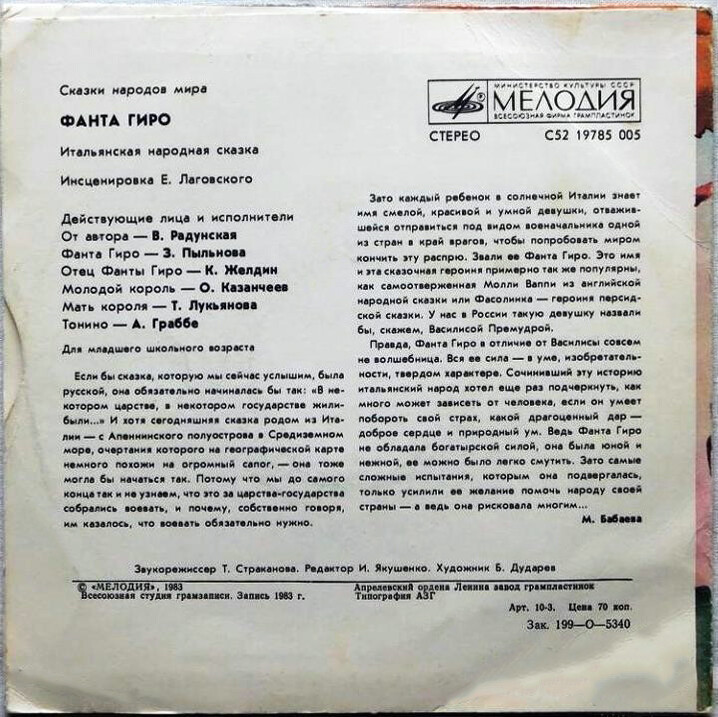 Сказки народов мира
ФАНТА ГИРО
Итальянская народная сказка
Инсценировка Е. Лаговского
Действующие лица и исполнители
От автора — В. Радунская
Фанта Гиро — З. Пыльнова
Отец Фанты Гиро — К. Желдин
Молодой король — О. Казанчеев
Мать короля — Т. Лукьянова
Тонино — А. Граббе
Для младшего школьного возраста
Если бы сказка, которую мы сейчас услышим, была
русской, она обязательно начиналась бы так: «В не-
котором царстве, в некотором государстве жили-
были...» И хотя сегодняшняя сказка родом из Ита-
лии — с Апеннинского полуострова в Средиземном
море, очертания которого на географической карте
немного похожи на огромный сапог, — она тоже
могла бы начаться так. Потому что мы до самого
конца так и не узнаем, что это за царства-государства
собрались воевать, и почему, собственно говоря,
им казалось, что воевать обязательно нужно.
МИНИСТЕРСТВО КУЛЬТУРЫ СССР
МЕЛОДИЯ
ВСЕСОЮЗНАЯ ФИРМА ГРАМПЛАСТИНОК
СТЕРЕО С52 19785 005
Зато каждый ребенок в солнечной Италии знает
имя смелой, красивой и умной девушки, отважив-
шейся отправиться под видом военачальника одной
из стран в край врагов, чтобы попробовать миром
кончить эту распрю. Звали ее Фанта Гиро. Это имя
и эта сказочная героиня примерно так же популярны,
как самоотверженная Молли Ваппи из английской
народной сказки или Фасолинка — героиня персид-
ской сказки. У нас в России такую девушку назвали
бы, скажем, Василисой Премудрой.
Правда, Фанта Гиро в отличие от Василисы совсем
не волшебница. Вся ее сила — в уме, изобретатель-
ности, твердом характере. Сочинивший эту историю
итальянский народ хотел еще раз подчеркнуть, как
много может зависеть от человека, если он умеет
побороть свой страх, какой драгоценный дар —
доброе сердце и природный ум. Ведь Фанта Гиро
не обладала богатырской силой, она была юной и
нежной, ее можно было легко смутить. Зато самые
сложные испытания, которым она подвергалась,
только усилили ее желание помочь народу своей
страны — а ведь она рисковала многим...
М. Бабаева
Звукорежиссер Т. Страканова. Редактор И. Якушенко. Художник Б. Дударев
© «МЕЛОДИЯ», 1983
Всесоюзная студия грамзаписи. Запись 1983 г.
Апрелевский ордена Ленина завод грампластинок
Типография АЗГ
Арт. 10-3. Цена 70 коп.
Зак. 199—О—5340